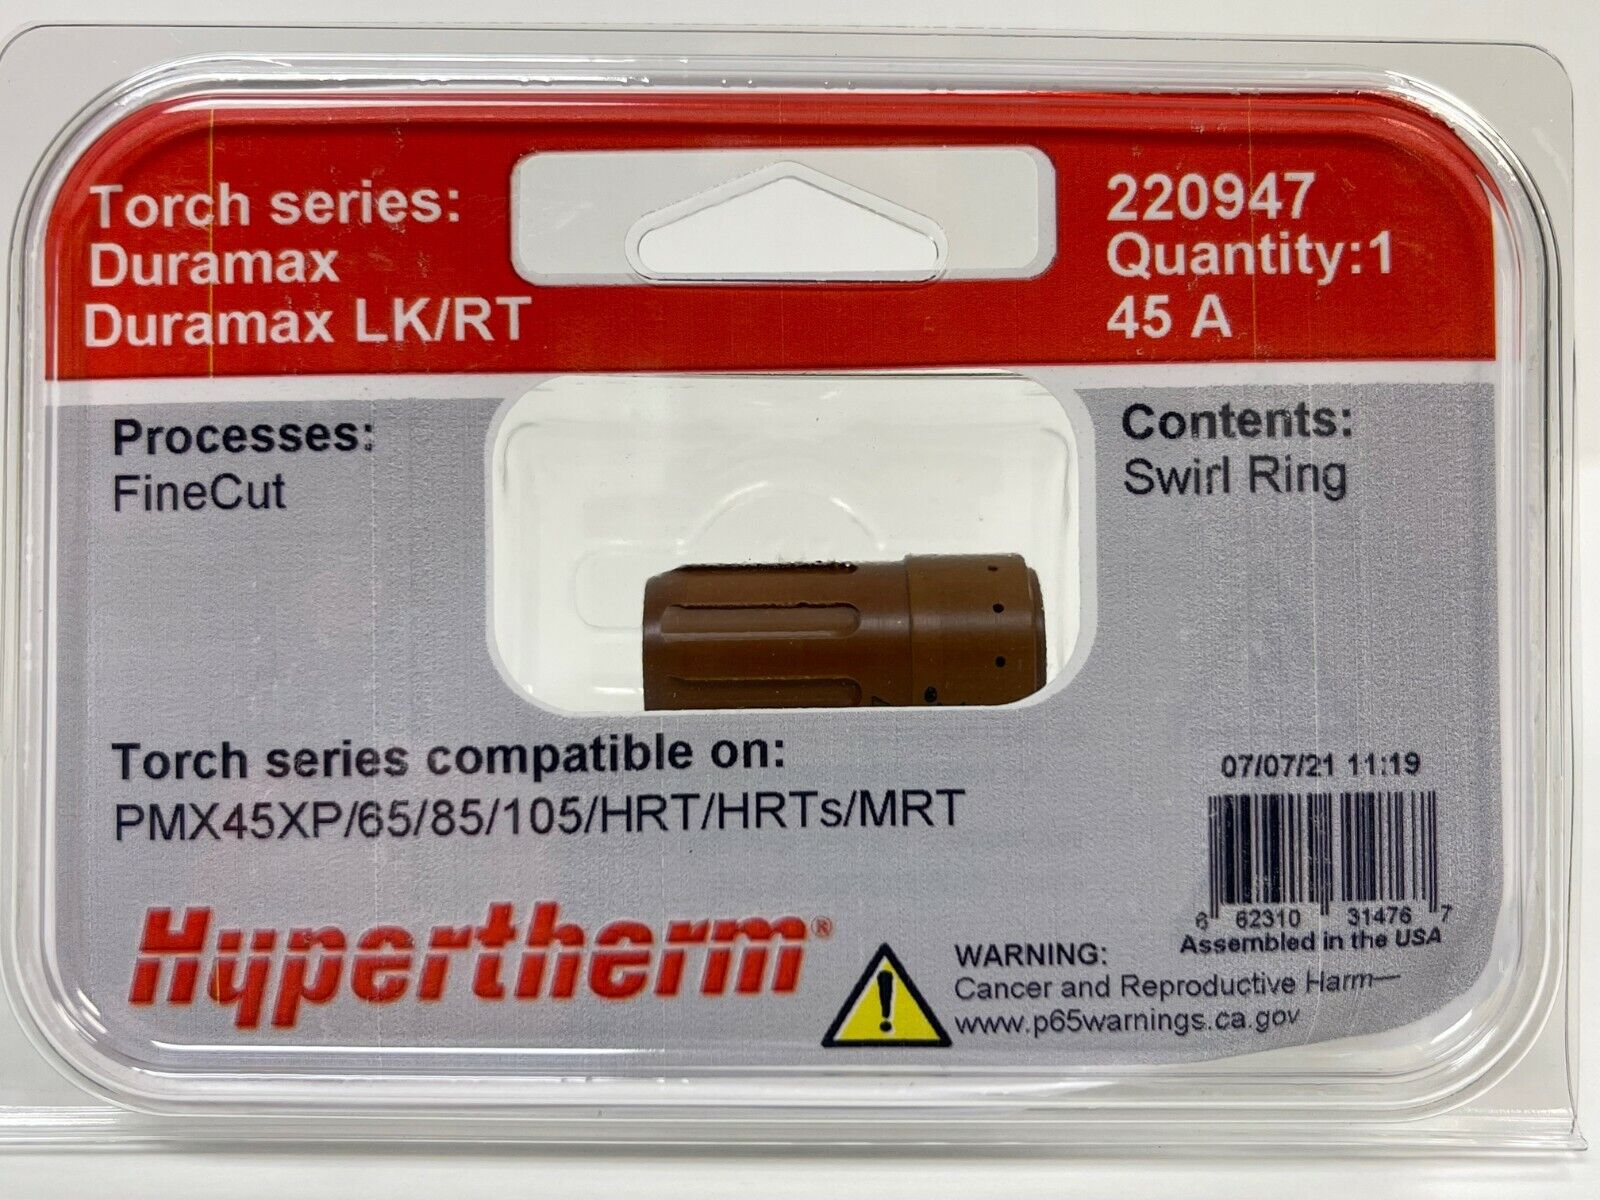 Torch series:
Duramax
Duramax LK/RT
220947
Quantity:1
45 A
Processes:
FineCut
Contents:
Swirl Ring
Torch series compatible on:
PMX45XP/65/85/105/HRT/HRTs/MRT
07/07/21 11:19
6 62310 31476 7
Assembled in the USA
Hypertherm®
WARNING:
Cancer and Reproductive Harm—
www.p65warnings.ca.gov